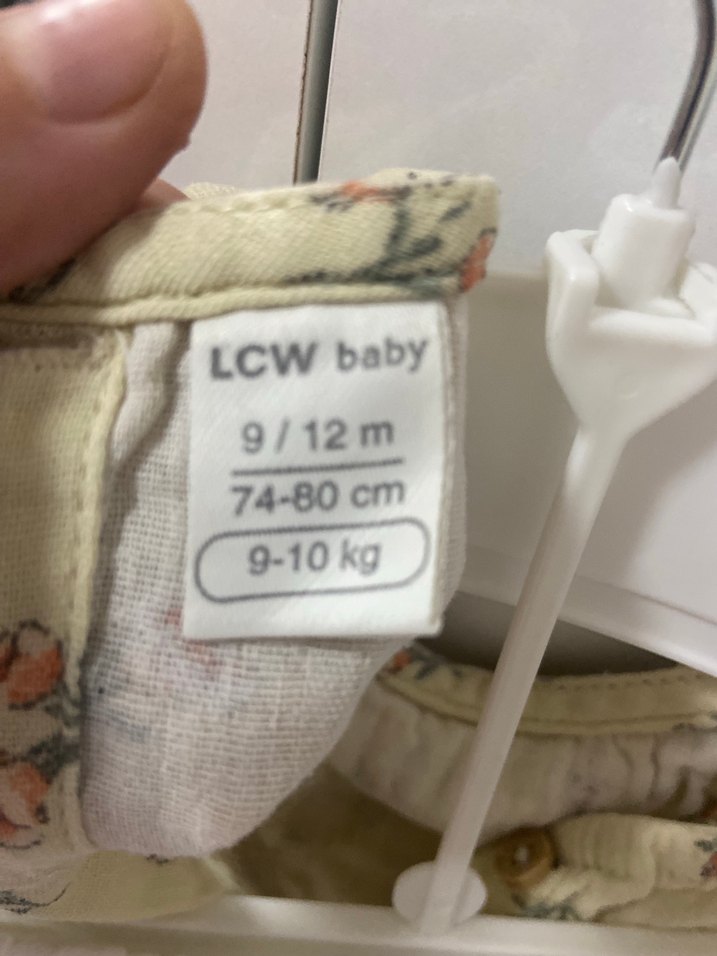 LCW baby
9 / 12 m
74-80 cm
9-10 kg